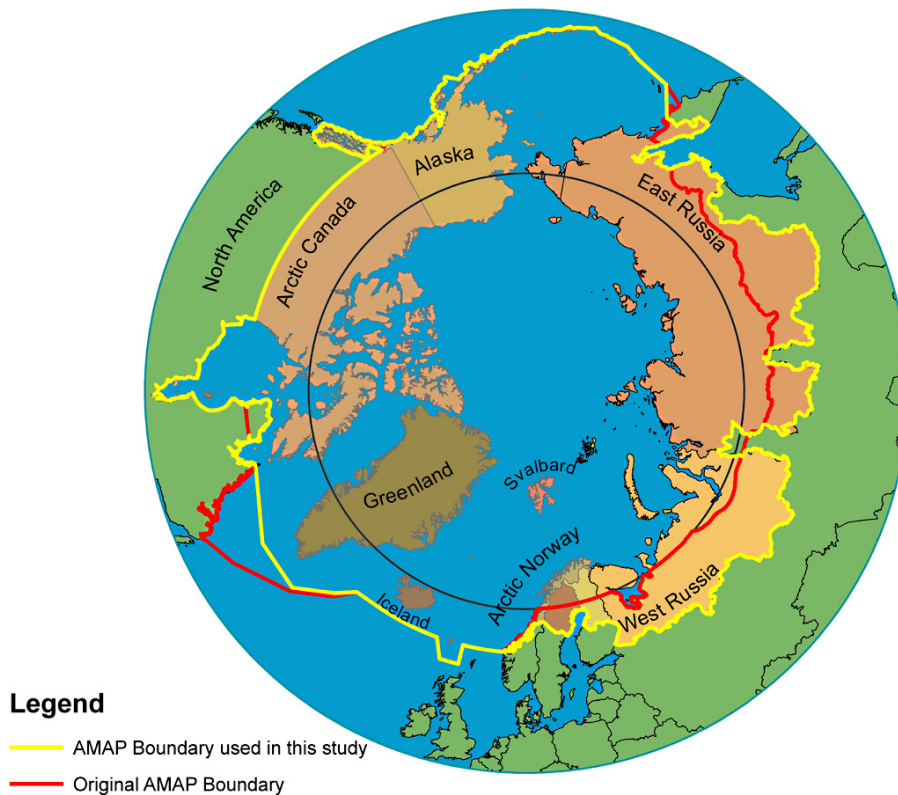 Alaska
East Russia
North America
Arctic Canada
Greenland
Svalbard
Arctic Norway
Iceland
West Russia
Legend
AMAP Boundary used in this study
Original AMAP Boundary